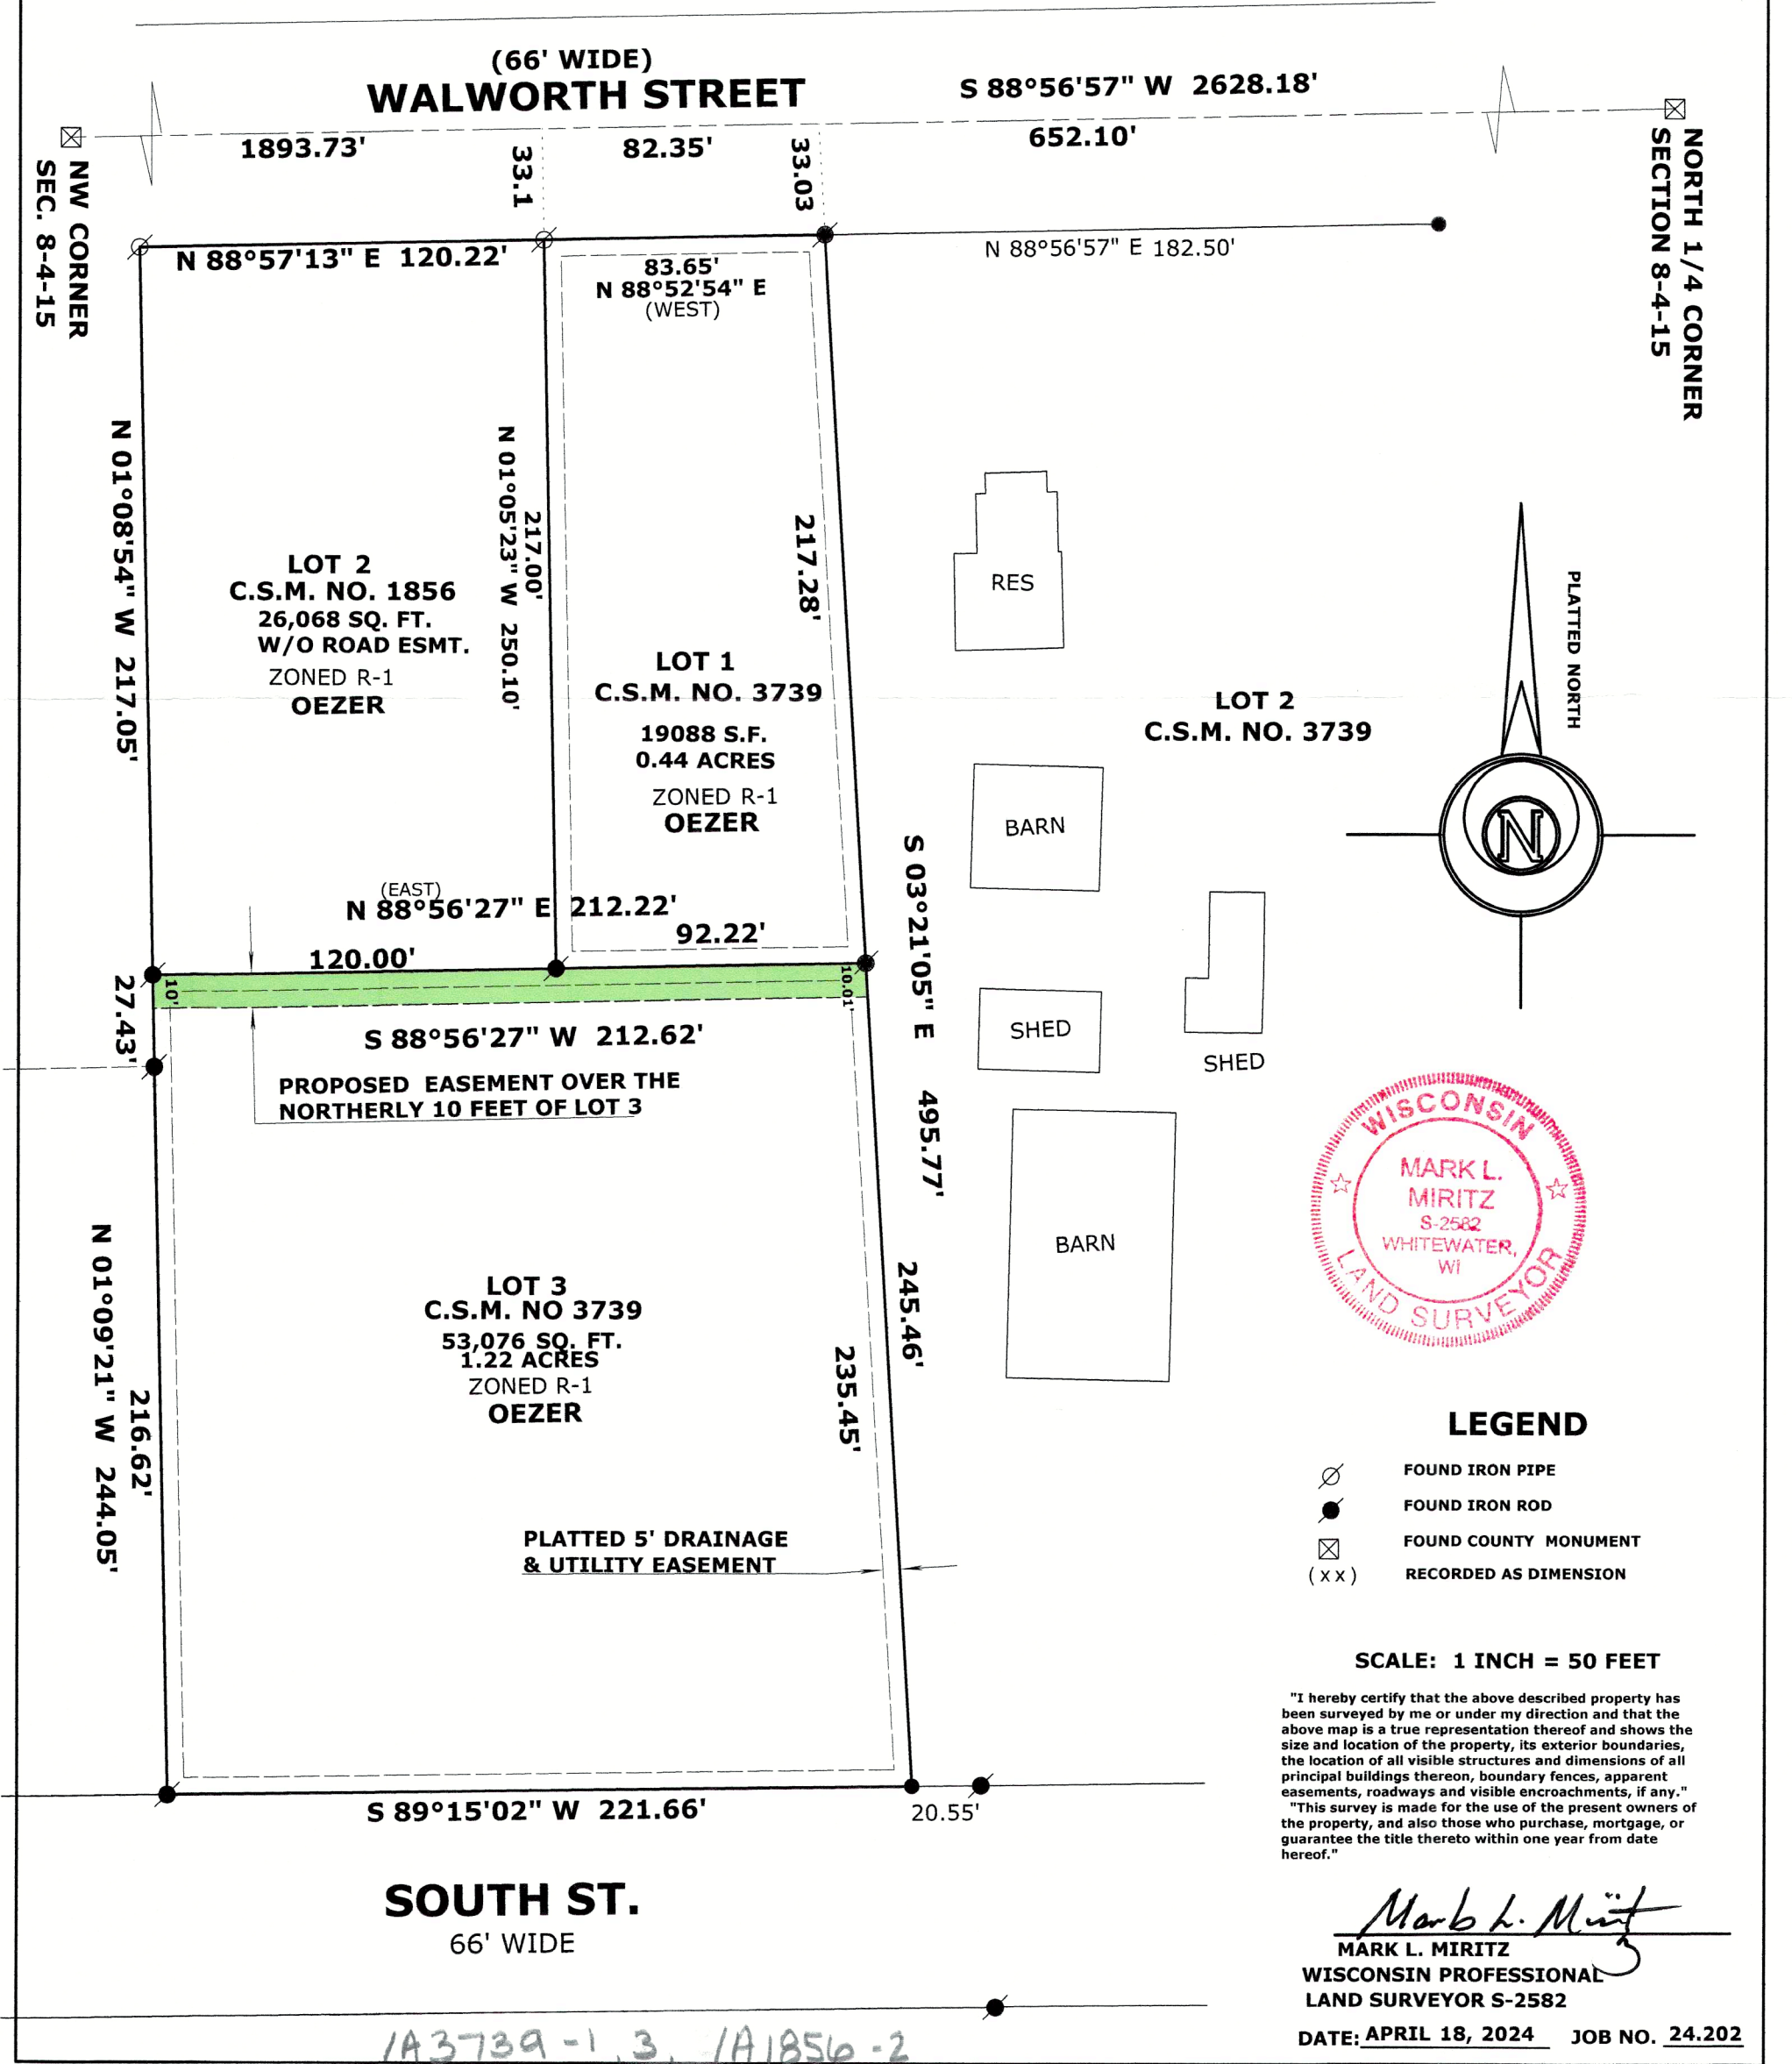 (66' WIDE)
WALWORTH STREET
S 88°56'57" W 2628.18'
1893.73'
82.35'
652.10'
33.1
33.03
NW CORNER
SEC. 8-4-15
NORTH 1/4 CORNER
SECTION 8-4-15
N 88°57'13" E 120.22'
83.65'
N 88°52'54" E
(WEST)
N 88°56'57" E 182.50'
N 01°08'54" W 217.05'
217.00'
N 01°05'23" W 250.10'
217.28'
LOT 2
C.S.M. NO. 1856
26,068 SQ. FT.
W/O ROAD ESMT.
ZONED R-1
OEZER
LOT 1
C.S.M. NO. 3739
19088 S.F.
0.44 ACRES
ZONED R-1
OEZER
RES
LOT 2
C.S.M. NO. 3739
PLATTED NORTH
N
BARN
(EAST)
N 88°56'27" E 212.22'
92.22'
120.00'
S 03°21'05" E 495.77'
27.43'
10'
10.01'
S 88°56'27" W 212.62'
PROPOSED EASEMENT OVER THE
NORTHERLY 10 FEET OF LOT 3
SHED
SHED
BARN
WISCONSIN
MARK L.
MIRITZ
S-2582
WHITEWATER,
WI
LAND SURVEYOR
N 01°09'21" W 244.05'
216.62'
245.46'
235.45'
LOT 3
C.S.M. NO 3739
53,076 SQ. FT.
1.22 ACRES
ZONED R-1
OEZER
PLATTED 5' DRAINAGE
& UTILITY EASEMENT
LEGEND
FOUND IRON PIPE
FOUND IRON ROD
FOUND COUNTY MONUMENT
(xx) RECORDED AS DIMENSION
SCALE: 1 INCH = 50 FEET
"I hereby certify that the above described property has
been surveyed by me or under my direction and that the
above map is a true representation thereof and shows the
size and location of the property, its exterior boundaries,
the location of all visible structures and dimensions of all
principal buildings thereon, boundary fences, apparent
easements, roadways and visible encroachments, if any."
"This survey is made for the use of the present owners of
the property, and also those who purchase, mortgage, or
guarantee the title thereto within one year from date
hereof."
S 89°15'02" W 221.66'
20.55'
SOUTH ST.
66' WIDE
Mark L. Miritz
MARK L. MIRITZ
WISCONSIN PROFESSIONAL
LAND SURVEYOR S-2582
DATE: APRIL 18, 2024 JOB NO. 24.202
1A3739-1, 3, 1A1856-2